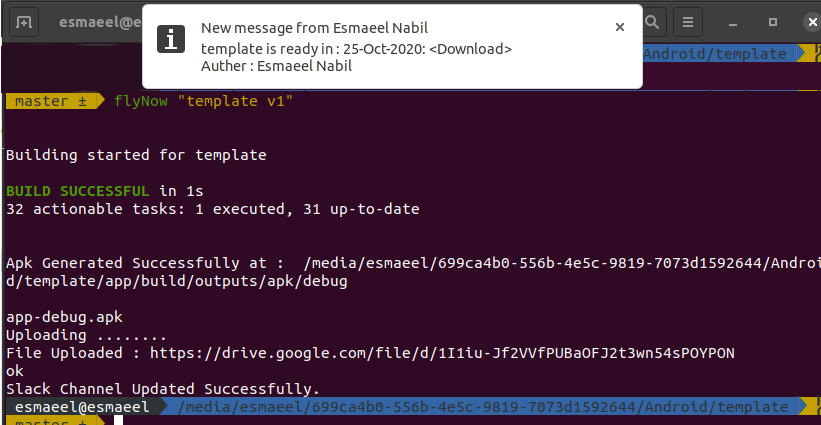 esmaeel@e
New message from Esmaeel Nabil
template is ready in : 25-Oct-2020: <Download>
Auther : Esmaeel Nabil
Android/template
master ± flyNow "template v1"
Building started for template
BUILD SUCCESSFUL in 1s
32 actionable tasks: 1 executed, 31 up-to-date
Apk Generated Successfully at :  /media/esmaeel/699ca4b0-556b-4e5c-9819-7073d1592644/Androi
d/template/app/build/outputs/apk/debug
app-debug.apk
Uploading ........
File Uploaded : https://drive.google.com/file/d/1I1iu-Jf2VVfPUBaOFJ2t3wn54sPOYPON
ok
Slack Channel Updated Successfully.
esmaeel@esmaeel /media/esmaeel/699ca4b0-556b-4e5c-9819-7073d1592644/Android/template
master ±